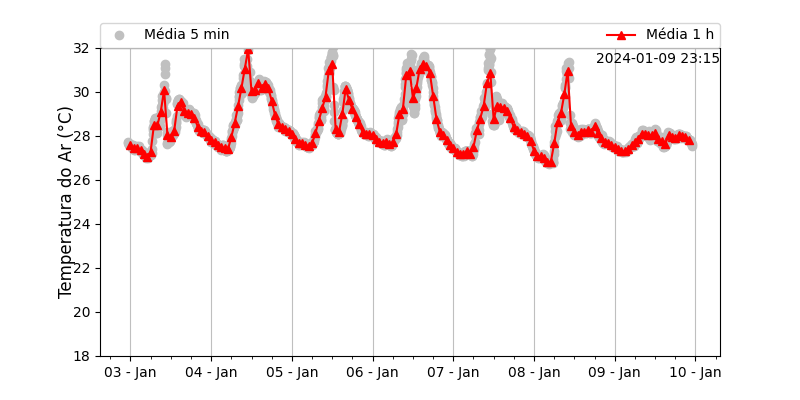 Média 5 min
Média 1 h
2024-01-09 23:15
Temperatura do Ar (°C)
32
30
28
26
24
22
20
18
03 - Jan
04 - Jan
05 - Jan
06 - Jan
07 - Jan
08 - Jan
09 - Jan
10 - Jan